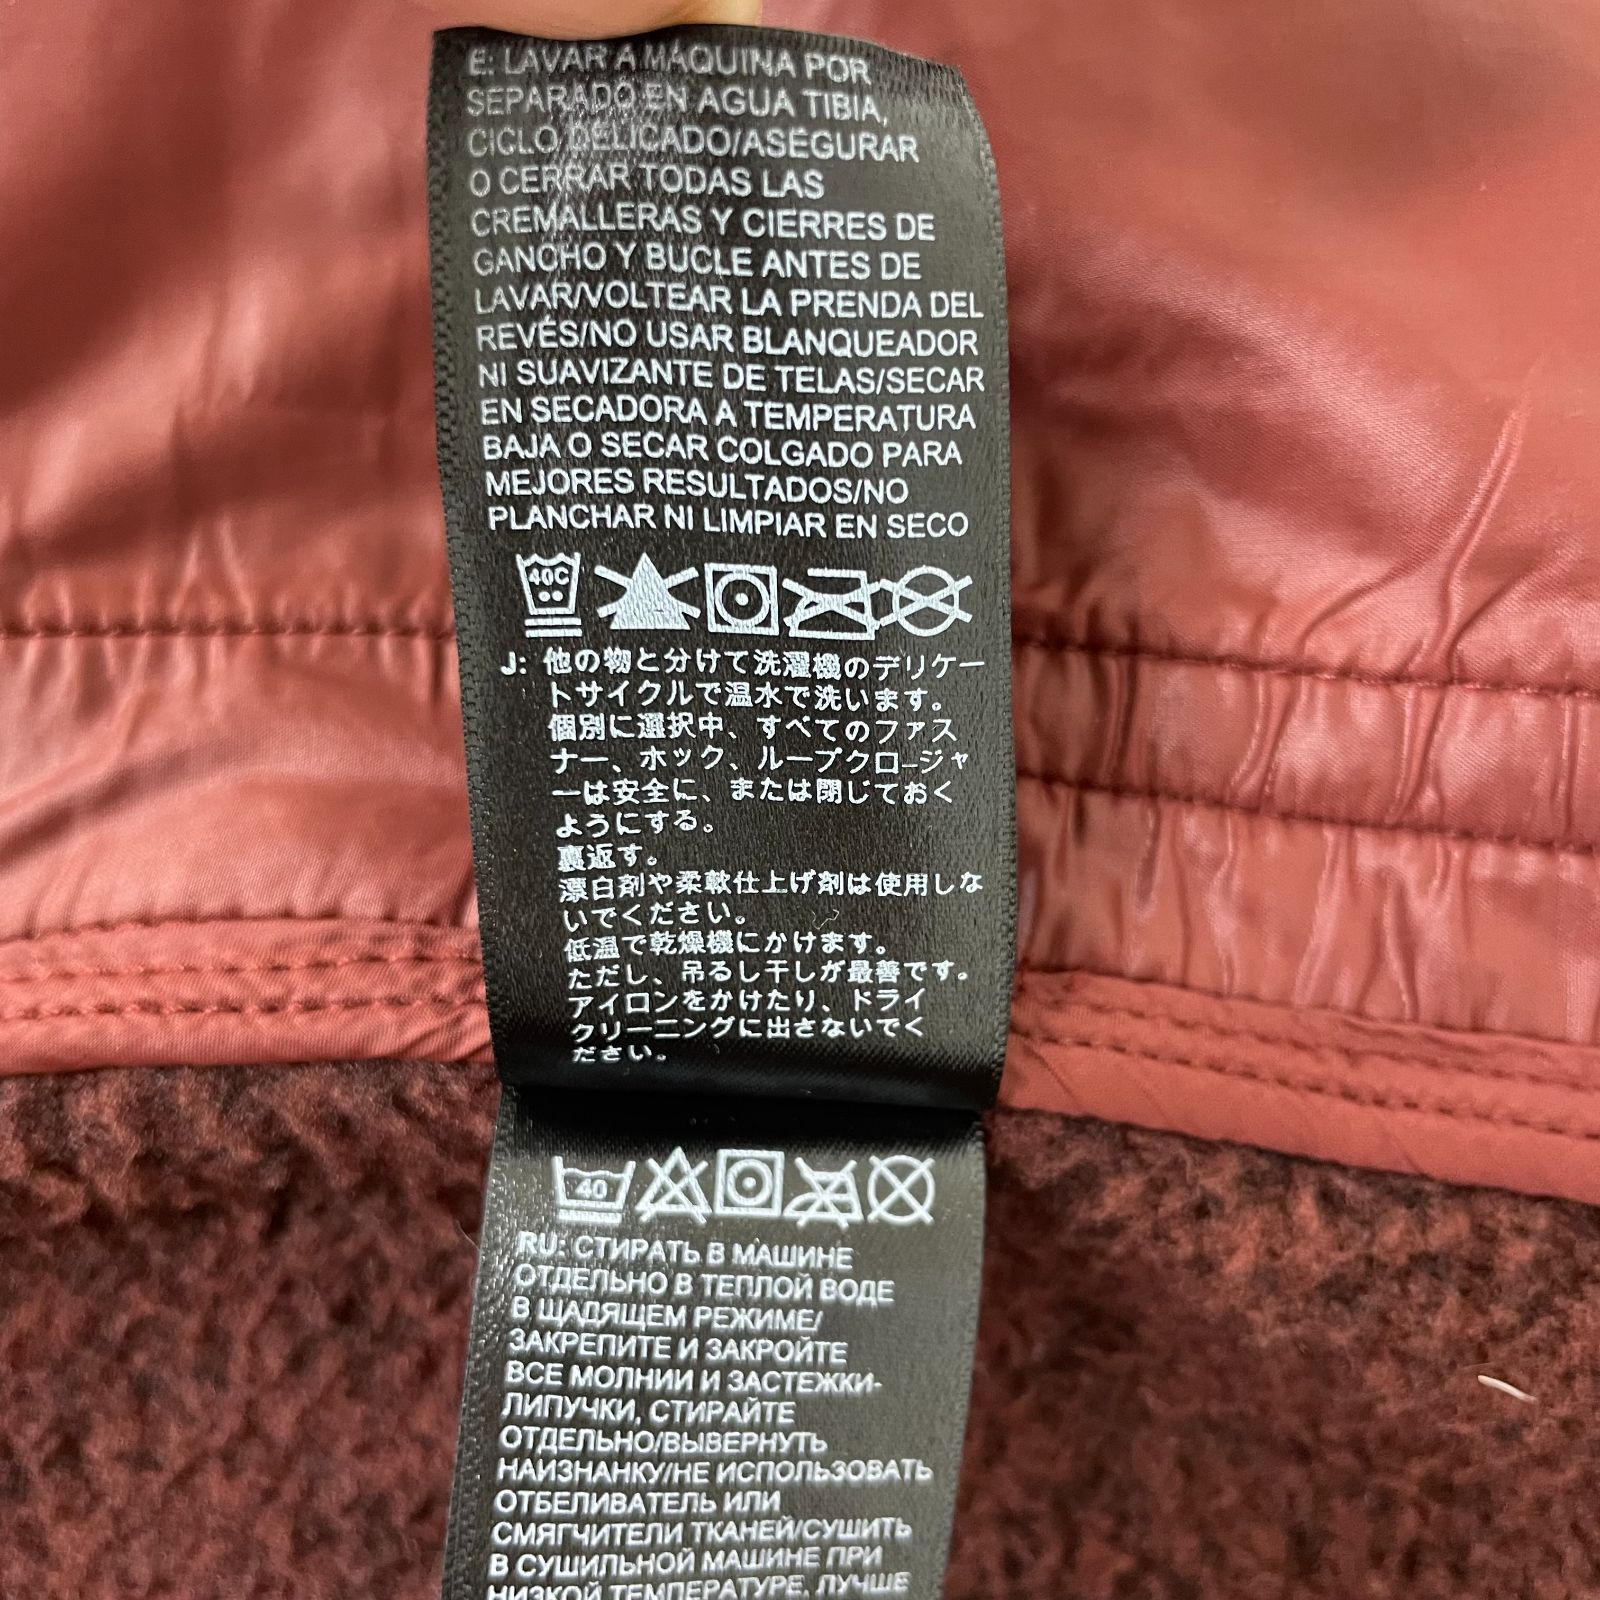 E: LAVAR A MÁQUINA POR
SEPARADO EN AGUA TIBIA,
CICLO DELICADO/ASEGURAR
O CERRAR TODAS LAS
CREMALLERAS Y CIERRES DE
GANCHO Y BUCLE ANTES DE
LAVAR/VOLTEAR LA PRENDA DEL
REVÉS/NO USAR BLANQUEADOR
NI SUAVIZANTE DE TELAS/SECAR
EN SECADORA A TEMPERATURA
BAJA O SECAR COLGADO PARA
MEJORES RESULTADOS/NO
PLANCHAR NI LIMPIAR EN SECO
40C
J: 他の物と分けて洗濯機のデリケー
トサイクルで温水で洗います。
個別に選択中、すべてのファス
ナー、ホック、ループクロージャ
ーは安全に、または閉じておく
ようにする。
裏返す。
漂白剤や柔軟仕上げ剤は使用しな
いでください。
低温で乾燥機にかけます。
ただし、吊るし干しが最善です。
アイロンをかけたり、ドライ
クリーニングに出さないでく
ださい。
40
RU: СТИРАТЬ В МАШИНЕ
ОТДЕЛЬНО В ТЕПЛОЙ ВОДЕ
В ЩАДЯЩЕМ РЕЖИМЕ/
ЗАКРЕПИТЕ И ЗАКРОЙТЕ
ВСЕ МОЛНИИ И ЗАСТЕЖКИ-
ЛИПУЧКИ, СТИРАЙТЕ
ОТДЕЛЬНО/ВЫВЕРНУТЬ
НАИЗНАНКУ/НЕ ИСПОЛЬЗОВАТЬ
ОТБЕЛИВАТЕЛЬ ИЛИ
СМЯГЧИТЕЛИ ТКАНЕЙ/СУШИТЬ
В СУШИЛЬНОЙ МАШИНЕ ПРИ
НИЗКОЙ ТЕМПЕРАТУРЕ, ЛУЧШЕ